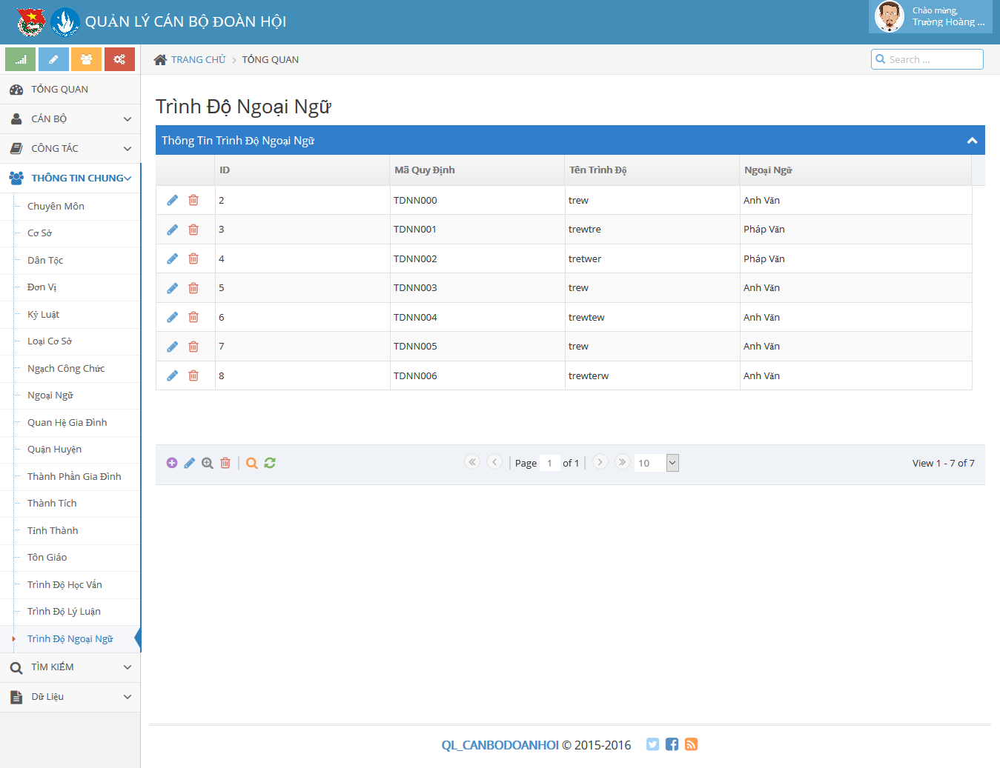 QUẢN LÝ CÁN BỘ ĐOÀN HỘI
Chào mừng,
Trường Hoàng ...
TRANG CHỦ > TỔNG QUAN
Search ...
TỔNG QUAN
CÁN BỘ
CÔNG TÁC
THÔNG TIN CHUNG
Chuyên Môn
Cơ Sở
Dân Tộc
Đơn Vị
Kỷ Luật
Loại Cơ Sở
Ngạch Công Chức
Ngoại Ngữ
Quan Hệ Gia Đình
Quận Huyện
Thành Phần Gia Đình
Thành Tích
Tỉnh Thành
Tôn Giáo
Trình Độ Học Vấn
Trình Độ Lý Luận
Trình Độ Ngoại Ngữ
TÌM KIẾM
Dữ Liệu
Trình Độ Ngoại Ngữ
Thông Tin Trình Độ Ngoại Ngữ
ID Mã Quy Định Tên Trình Độ Ngoại Ngữ
2 TDNN000 trew Anh Văn
3 TDNN001 trewtre Pháp Văn
4 TDNN002 tretwer Pháp Văn
5 TDNN003 trew Anh Văn
6 TDNN004 trewtew Anh Văn
7 TDNN005 trew Anh Văn
8 TDNN006 trewterw Anh Văn
Page 1 of 1 10 View 1 - 7 of 7
QL_CANBODOANHOI © 2015-2016